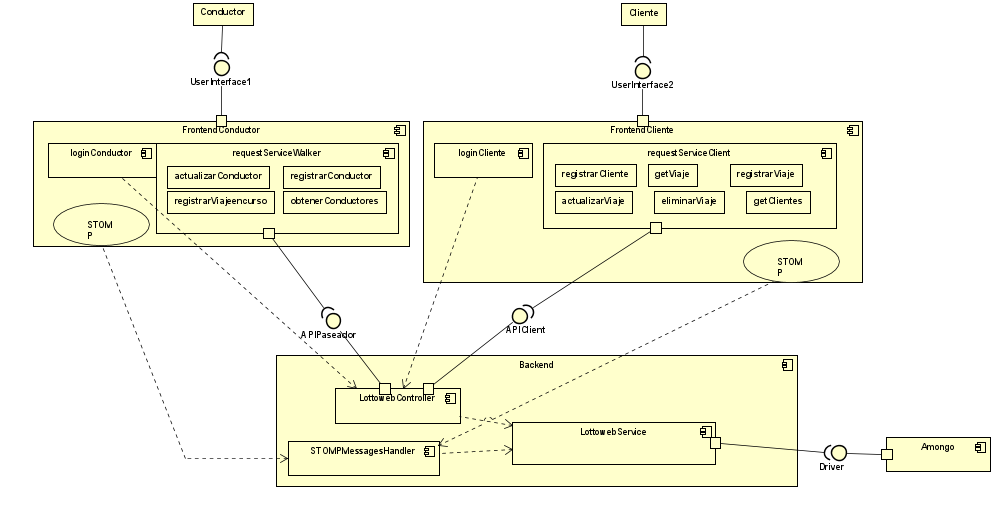 Conductor
Cliente
UserInterface1
UserInterface2
FrontendConductor
FrontendCliente
loginConductor
requestServiceWalker
loginCliente
requestServiceClient
actualizarConductor
registrarConductor
registrarCliente
getViaje
registrarViaje
registrarViajeencurso
obtenerConductores
actualizarViaje
eliminarViaje
getClientes
STOM
P
STOM
P
APIPaseador
APIClient
Backend
LottowebController
LottowebService
STOMPMessagesHandler
Amongo
Driver